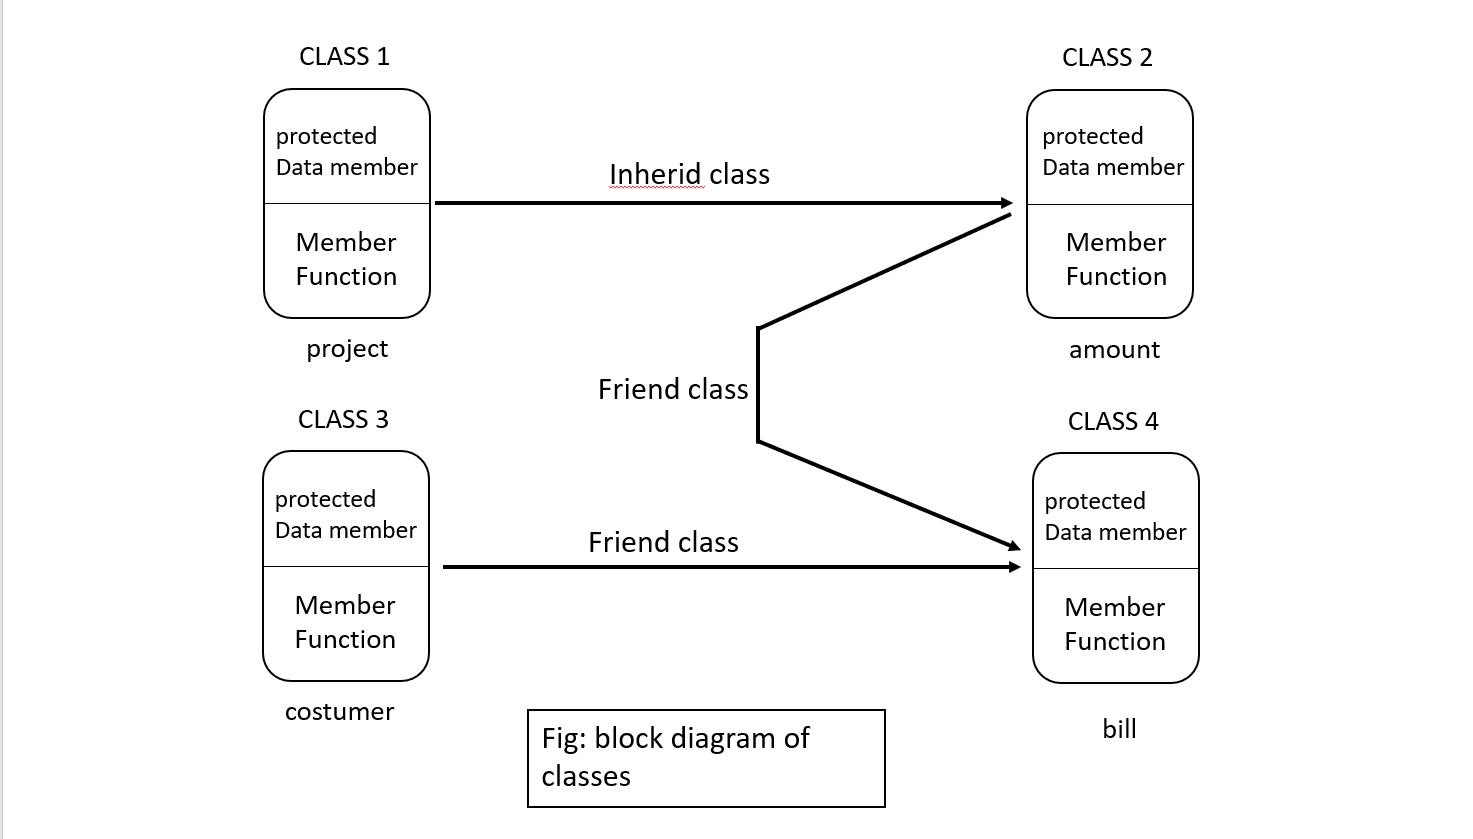 CLASS 1
protected
Data member
Member
Function
project
Inherid class
CLASS 2
protected
Data member
Member
Function
amount
Friend class
CLASS 3
protected
Data member
Member
Function
costumer
Friend class
CLASS 4
protected
Data member
Member
Function
bill
Fig: block diagram of
classes